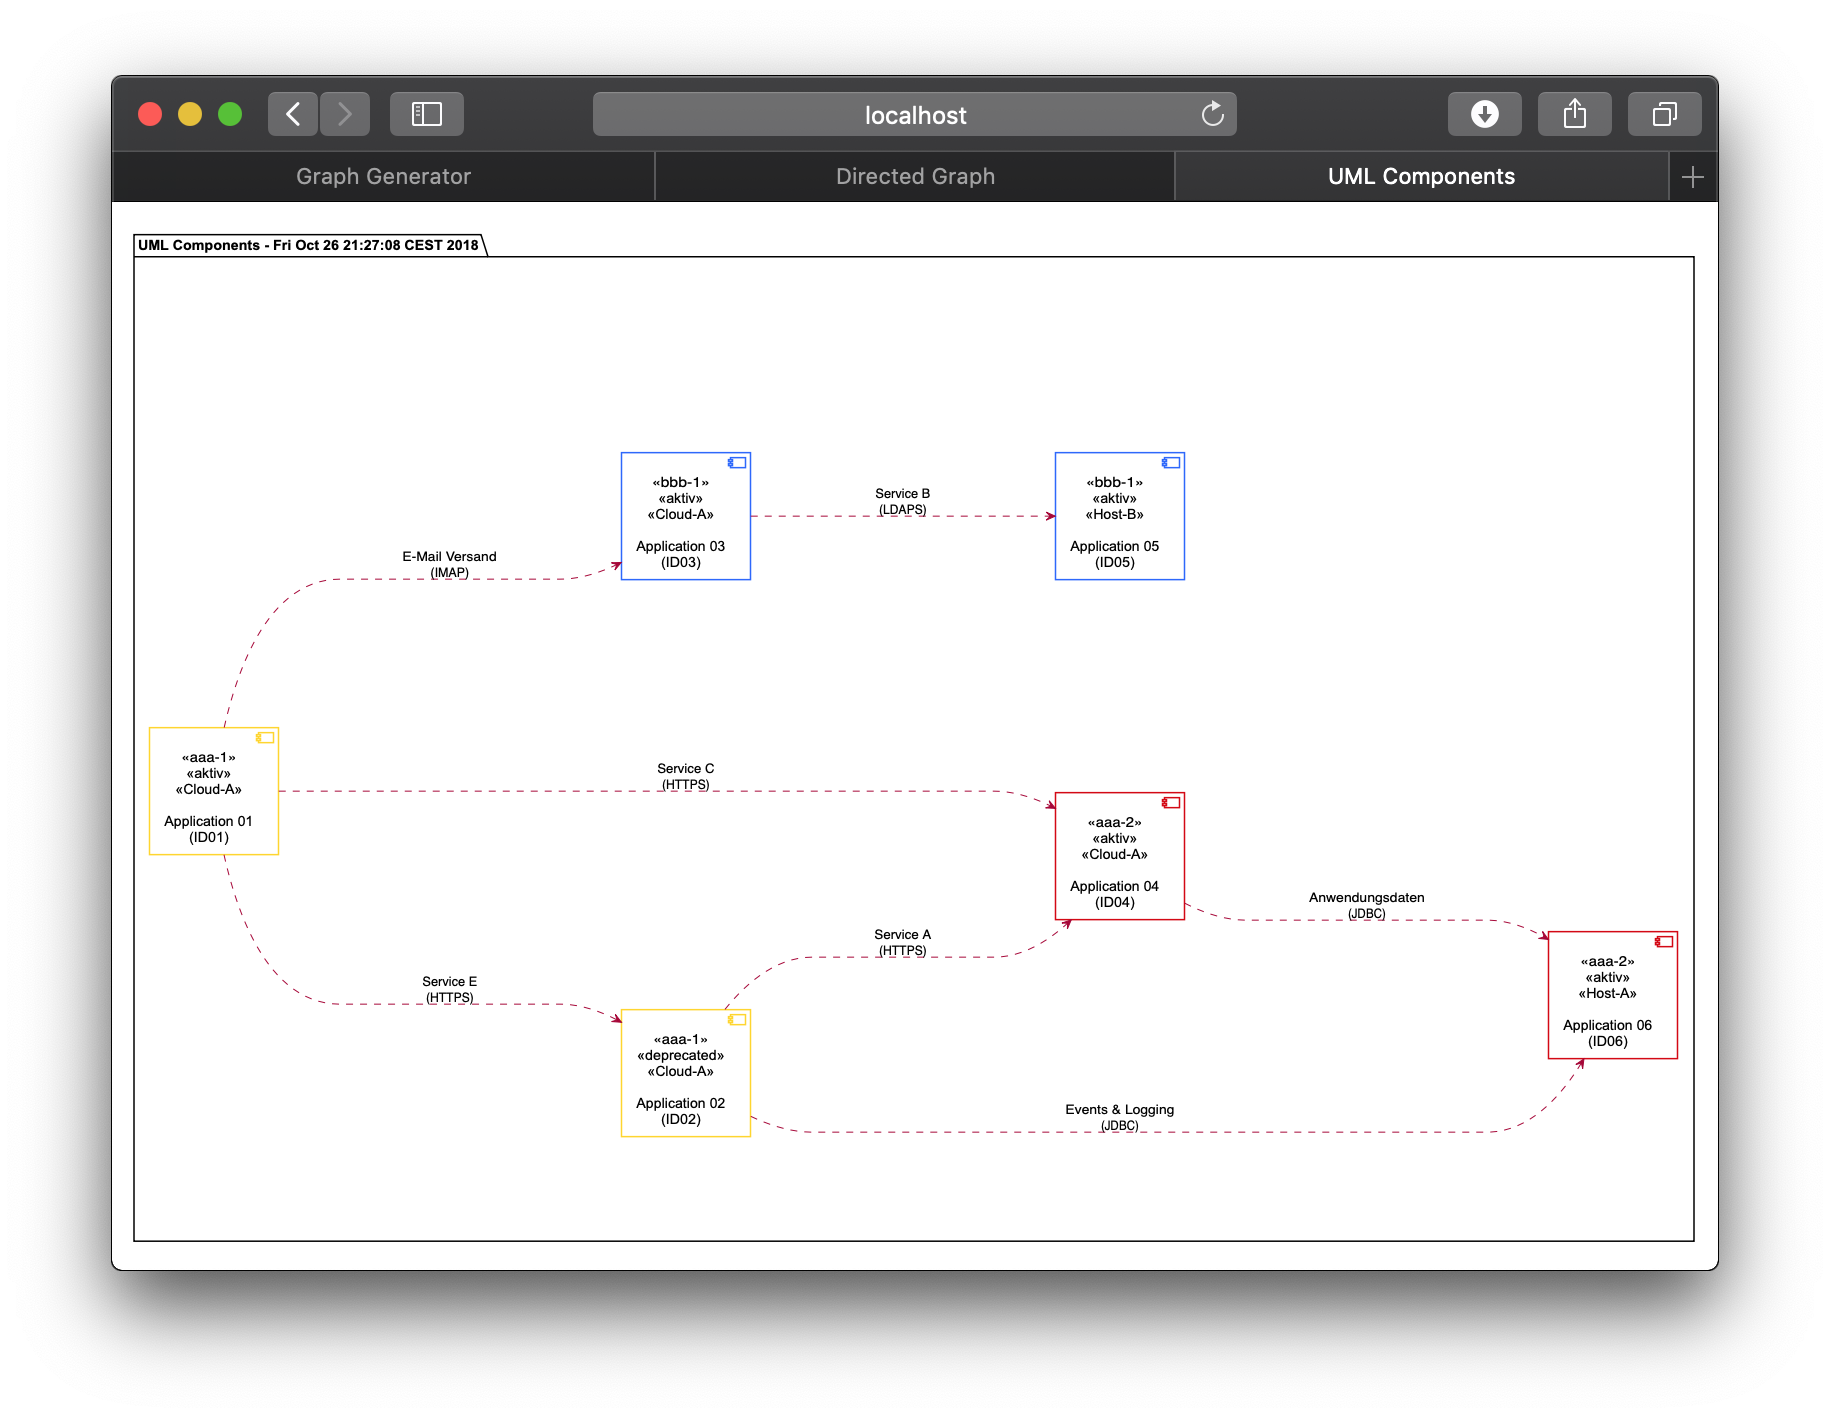 localhost
Graph Generator
Directed Graph
UML Components
UML Components - Fri Oct 26 21:27:08 CEST 2018
«bbb-1»
«aktiv»
«Cloud-A»
Application 03
(ID03)
Service B
(LDAPS)
«bbb-1»
«aktiv»
«Host-B»
Application 05
(ID05)
E-Mail Versand
(IMAP)
«aaa-1»
«aktiv»
«Cloud-A»
Application 01
(ID01)
Service C
(HTTPS)
«aaa-2»
«aktiv»
«Cloud-A»
Application 04
(ID04)
Anwendungsdaten
(JDBC)
Service A
(HTTPS)
«aaa-2»
«aktiv»
«Host-A»
Application 06
(ID06)
Service E
(HTTPS)
«aaa-1»
«deprecated»
«Cloud-A»
Application 02
(ID02)
Events & Logging
(JDBC)